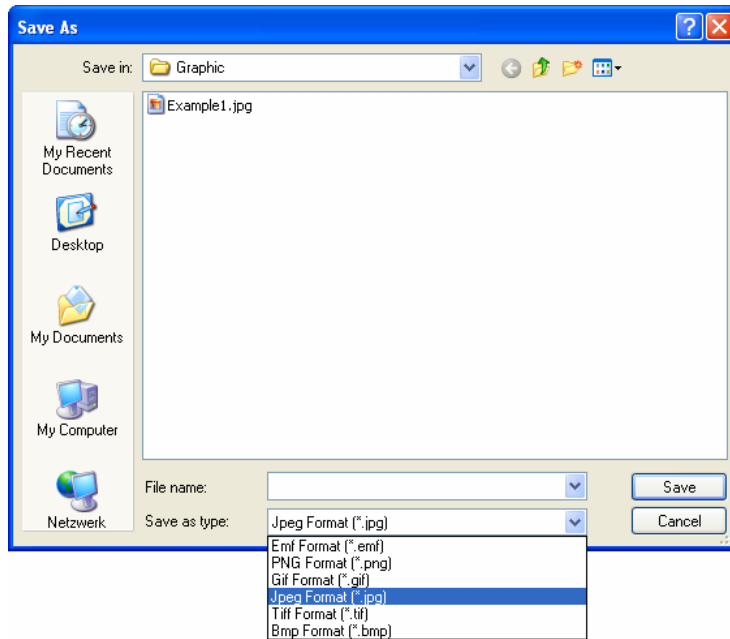 Save As
Save in: Graphic
Example1.jpg
My Recent
Documents
Desktop
My Documents
My Computer
Netzwerk
File name:
Save
Save as type: Jpeg Format (*.jpg)
Cancel
Emf Format (*.emf)
PNG Format (*.png)
Gif Format (*.gif)
Jpeg Format (*.jpg)
Tiff Format (*.tif)
Bmp Format (*.bmp)